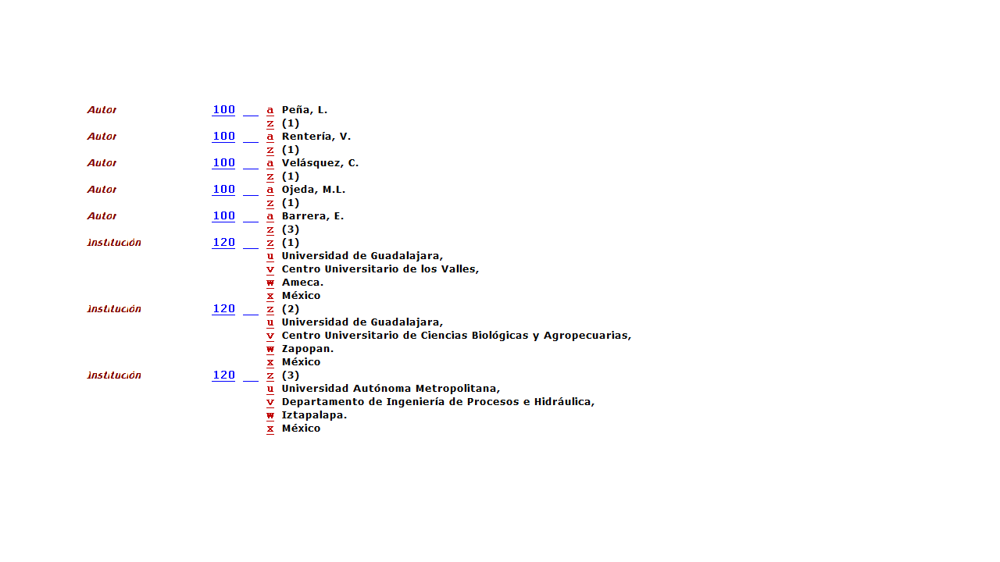 Autor 100 __ a Peña, L.
z (1)
Autor 100 __ a Rentería, V.
z (1)
Autor 100 __ a Velásquez, C.
z (1)
Autor 100 __ a Ojeda, M.L.
z (1)
Autor 100 __ a Barrera, E.
z (3)
Institución 120 __ z (1)
u Universidad de Guadalajara,
v Centro Universitario de los Valles,
w Ameca.
x México
Institución 120 __ z (2)
u Universidad de Guadalajara,
v Centro Universitario de Ciencias Biológicas y Agropecuarias,
w Zapopan.
x México
Institución 120 __ z (3)
u Universidad Autónoma Metropolitana,
v Departamento de Ingeniería de Procesos e Hidráulica,
w Iztapalapa.
x México